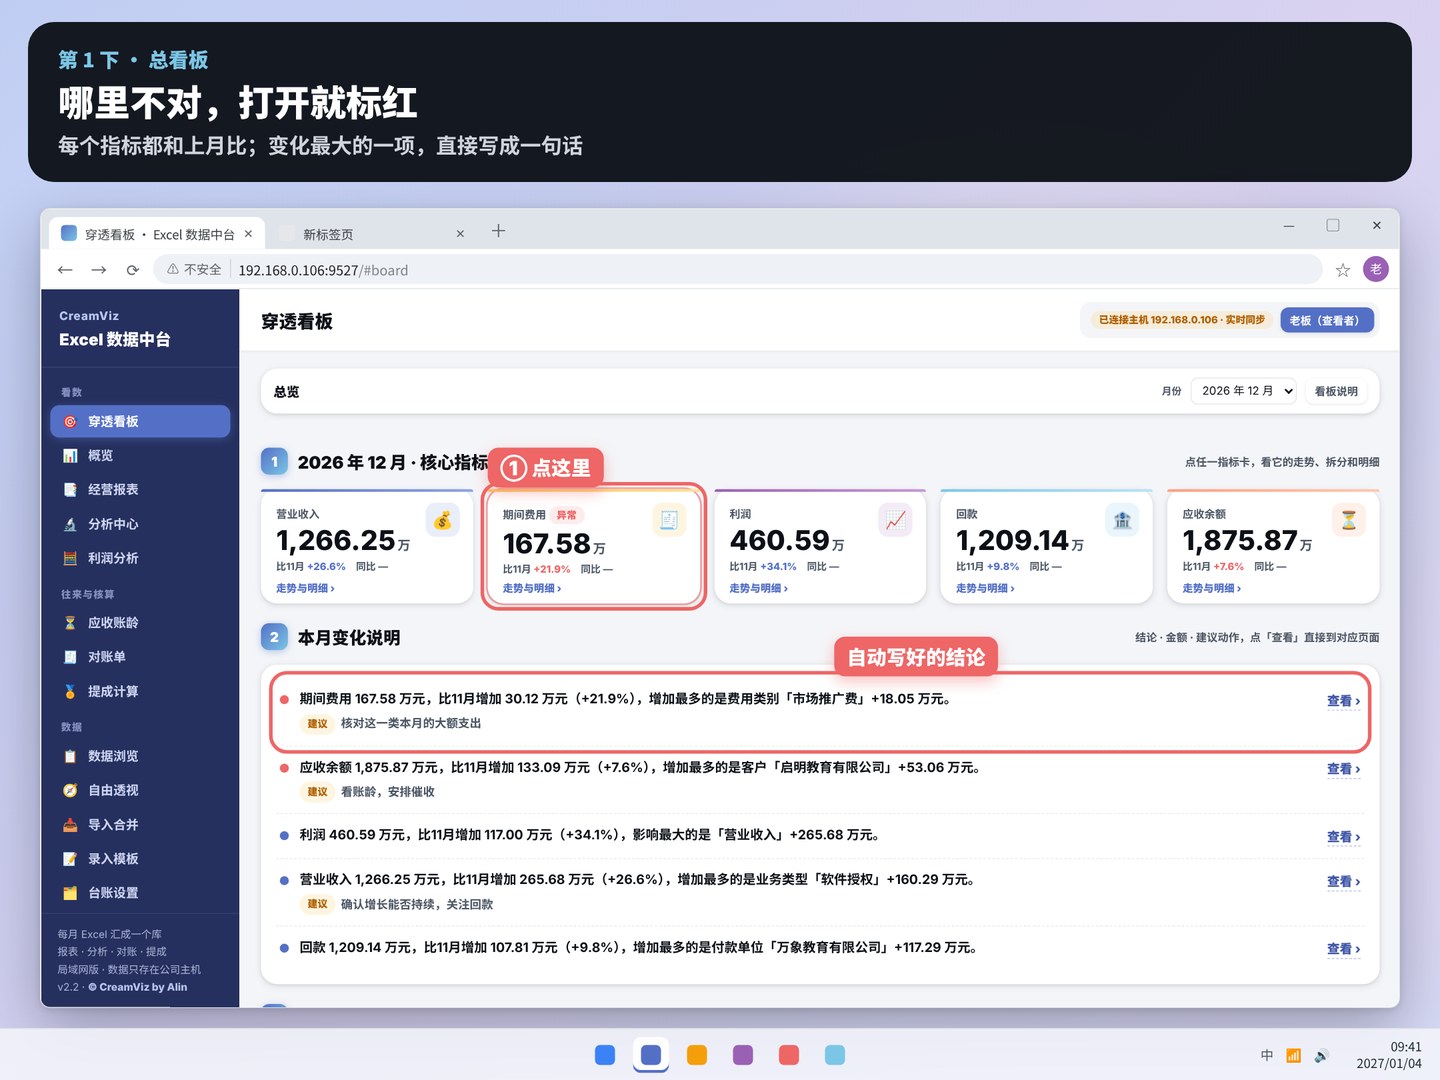 第 1 下 · 总看板
哪里不对，打开就标红
每个指标都和上月比；变化最大的一项，直接写成一句话
穿透看板 · Excel 数据中台 ×
新标签页 × +
不安全 192.168.0.106:9527/#board
老
CreamViz
Excel 数据中台
看数
穿透看板
概览
经营报表
分析中心
利润分析
往来与核算
应收账龄
对账单
提成计算
数据
数据浏览
自由透视
导入合并
录入模板
台账设置
每月 Excel 汇成一个库
报表 · 分析 · 对账 · 提成
局域网版 · 数据只存在公司主机
v2.2 · © CreamViz by Alin
穿透看板
已连接主机 192.168.0.106 · 实时同步
老板（查看者）
总览
月份 2026 年 12 月 看板说明
1 2026 年 12 月 · 核心指标
① 点这里
点任一指标卡，看它的走势、拆分和明细
营业收入
1,266.25 万
比11月 +26.6% 同比 —
走势与明细 ›
期间费用 异常
167.58 万
比11月 +21.9% 同比 —
走势与明细 ›
利润
460.59 万
比11月 +34.1% 同比 —
走势与明细 ›
回款
1,209.14 万
比11月 +9.8% 同比 —
走势与明细 ›
应收余额
1,875.87 万
比11月 +7.6% 同比 —
走势与明细 ›
2 本月变化说明
自动写好的结论
结论 · 金额 · 建议动作，点「查看」直接到对应页面
期间费用 167.58 万元，比11月增加 30.12 万元（+21.9%），增加最多的是费用类别「市场推广费」+18.05 万元。 查看 ›
建议 核对这一类本月的大额支出
应收余额 1,875.87 万元，比11月增加 133.09 万元（+7.6%），增加最多的是客户「启明教育有限公司」+53.06 万元。 查看 ›
建议 看账龄，安排催收
利润 460.59 万元，比11月增加 117.00 万元（+34.1%），影响最大的是「营业收入」+265.68 万元。 查看 ›
营业收入 1,266.25 万元，比11月增加 265.68 万元（+26.6%），增加最多的是业务类型「软件授权」+160.29 万元。 查看 ›
建议 确认增长能否持续，关注回款
回款 1,209.14 万元，比11月增加 107.81 万元（+9.8%），增加最多的是付款单位「万象教育有限公司」+117.29 万元。 查看 ›
中
09:41
2027/01/04